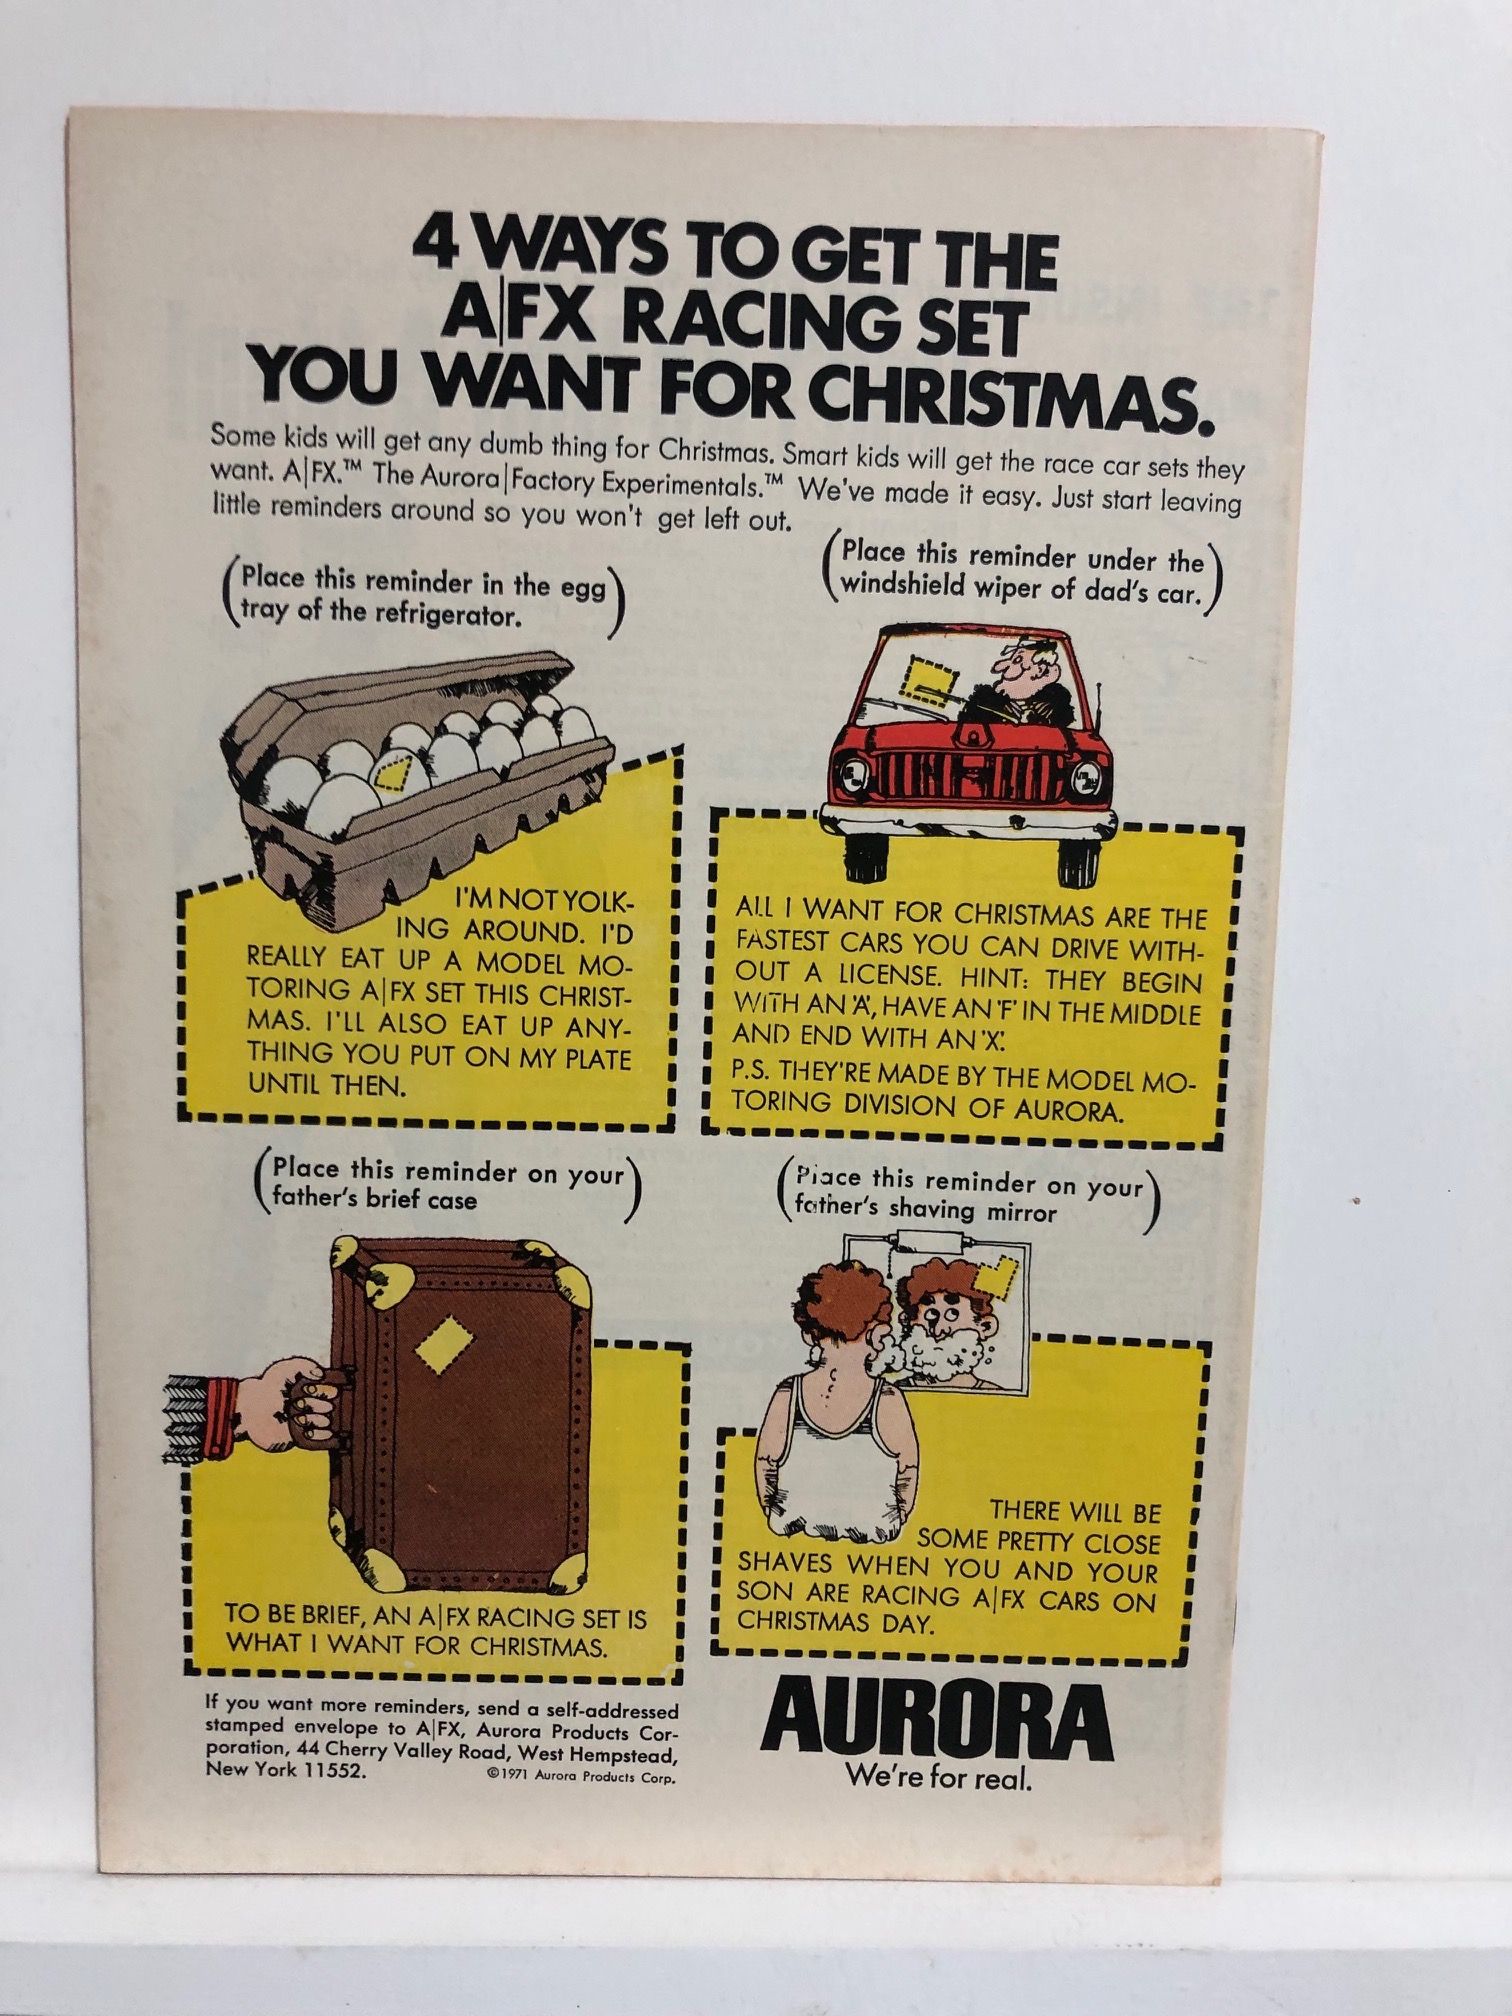 4 WAYS TO GET THE
A|FX RACING SET
YOU WANT FOR CHRISTMAS.
Some kids will get any dumb thing for Christmas. Smart kids will get the race car sets they
want. A|FX.™ The Aurora|Factory Experimentals.™ We've made it easy. Just start leaving
little reminders around so you won't get left out.
(Place this reminder in the egg
tray of the refrigerator.)
I'M NOT YOLK-
ING AROUND. I'D
REALLY EAT UP A MODEL MO-
TORING A|FX SET THIS CHRIST-
MAS. I'LL ALSO EAT UP ANY-
THING YOU PUT ON MY PLATE
UNTIL THEN.
(Place this reminder under the
windshield wiper of dad's car.)
ALL I WANT FOR CHRISTMAS ARE THE
FASTEST CARS YOU CAN DRIVE WITH-
OUT A LICENSE. HINT: THEY BEGIN
WITH AN 'A', HAVE AN 'F' IN THE MIDDLE
AND END WITH AN 'X'.
P.S. THEY'RE MADE BY THE MODEL MO-
TORING DIVISION OF AURORA.
(Place this reminder on your
father's brief case)
TO BE BRIEF, AN A|FX RACING SET IS
WHAT I WANT FOR CHRISTMAS.
(Place this reminder on your
father's shaving mirror)
THERE WILL BE
SOME PRETTY CLOSE
SHAVES WHEN YOU AND YOUR
SON ARE RACING A|FX CARS ON
CHRISTMAS DAY.
If you want more reminders, send a self-addressed
stamped envelope to A|FX, Aurora Products Cor-
poration, 44 Cherry Valley Road, West Hempstead,
New York 11552. ©1971 Aurora Products Corp.
AURORA
We're for real.